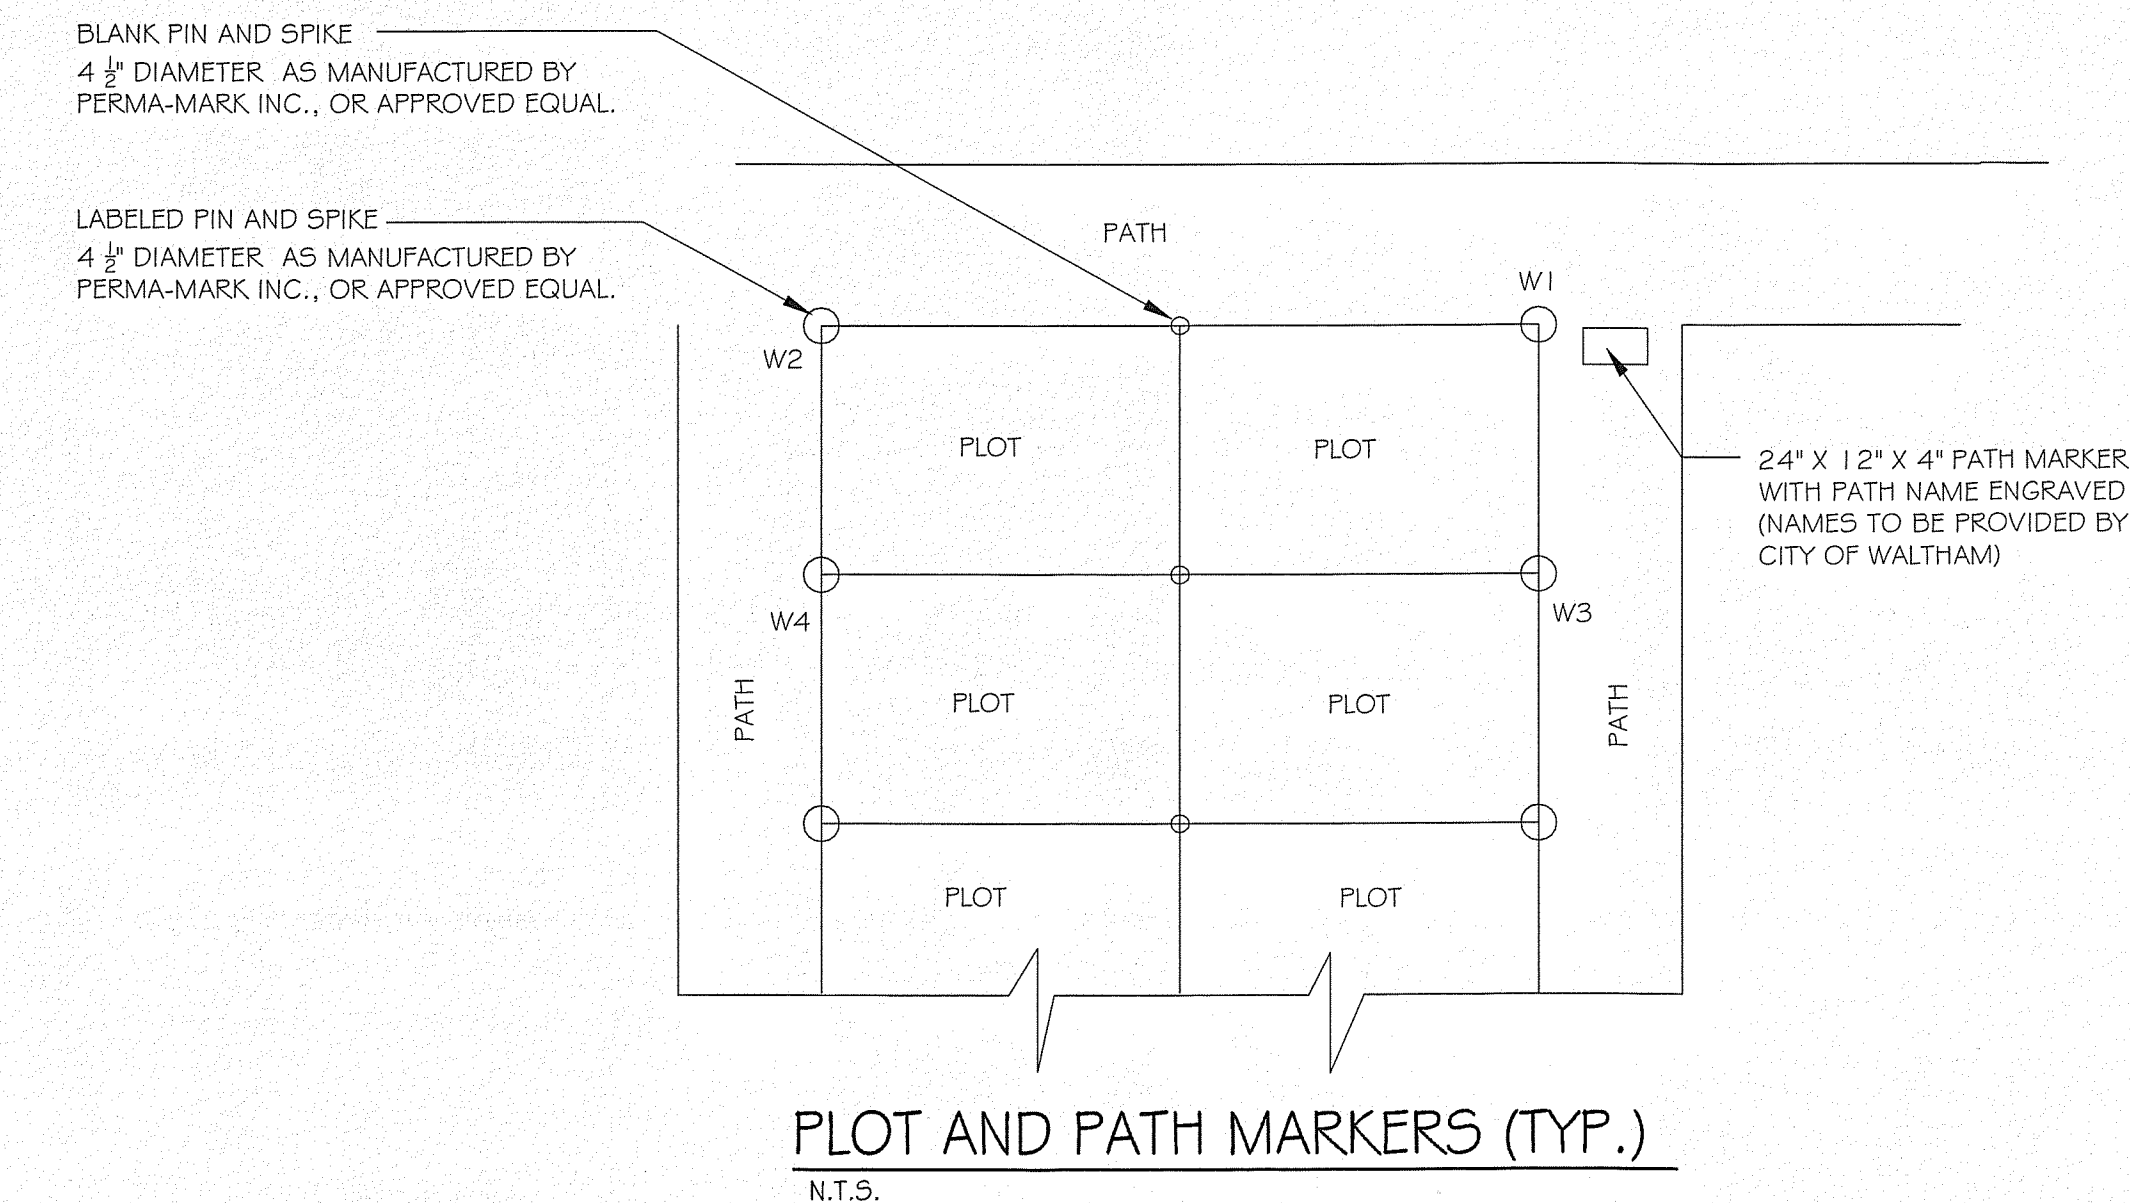 BLANK PIN AND SPIKE
4 1/2" DIAMETER AS MANUFACTURED BY
PERMA-MARK INC., OR APPROVED EQUAL.
LABELED PIN AND SPIKE
4 1/2" DIAMETER AS MANUFACTURED BY
PERMA-MARK INC., OR APPROVED EQUAL.
PATH
W1
W2
PLOT
PLOT
24" X 12" X 4" PATH MARKER
WITH PATH NAME ENGRAVED
(NAMES TO BE PROVIDED BY
CITY OF WALTHAM)
W4
W3
PATH
PLOT
PLOT
PATH
PLOT
PLOT
PLOT AND PATH MARKERS (TYP.)
N.T.S.